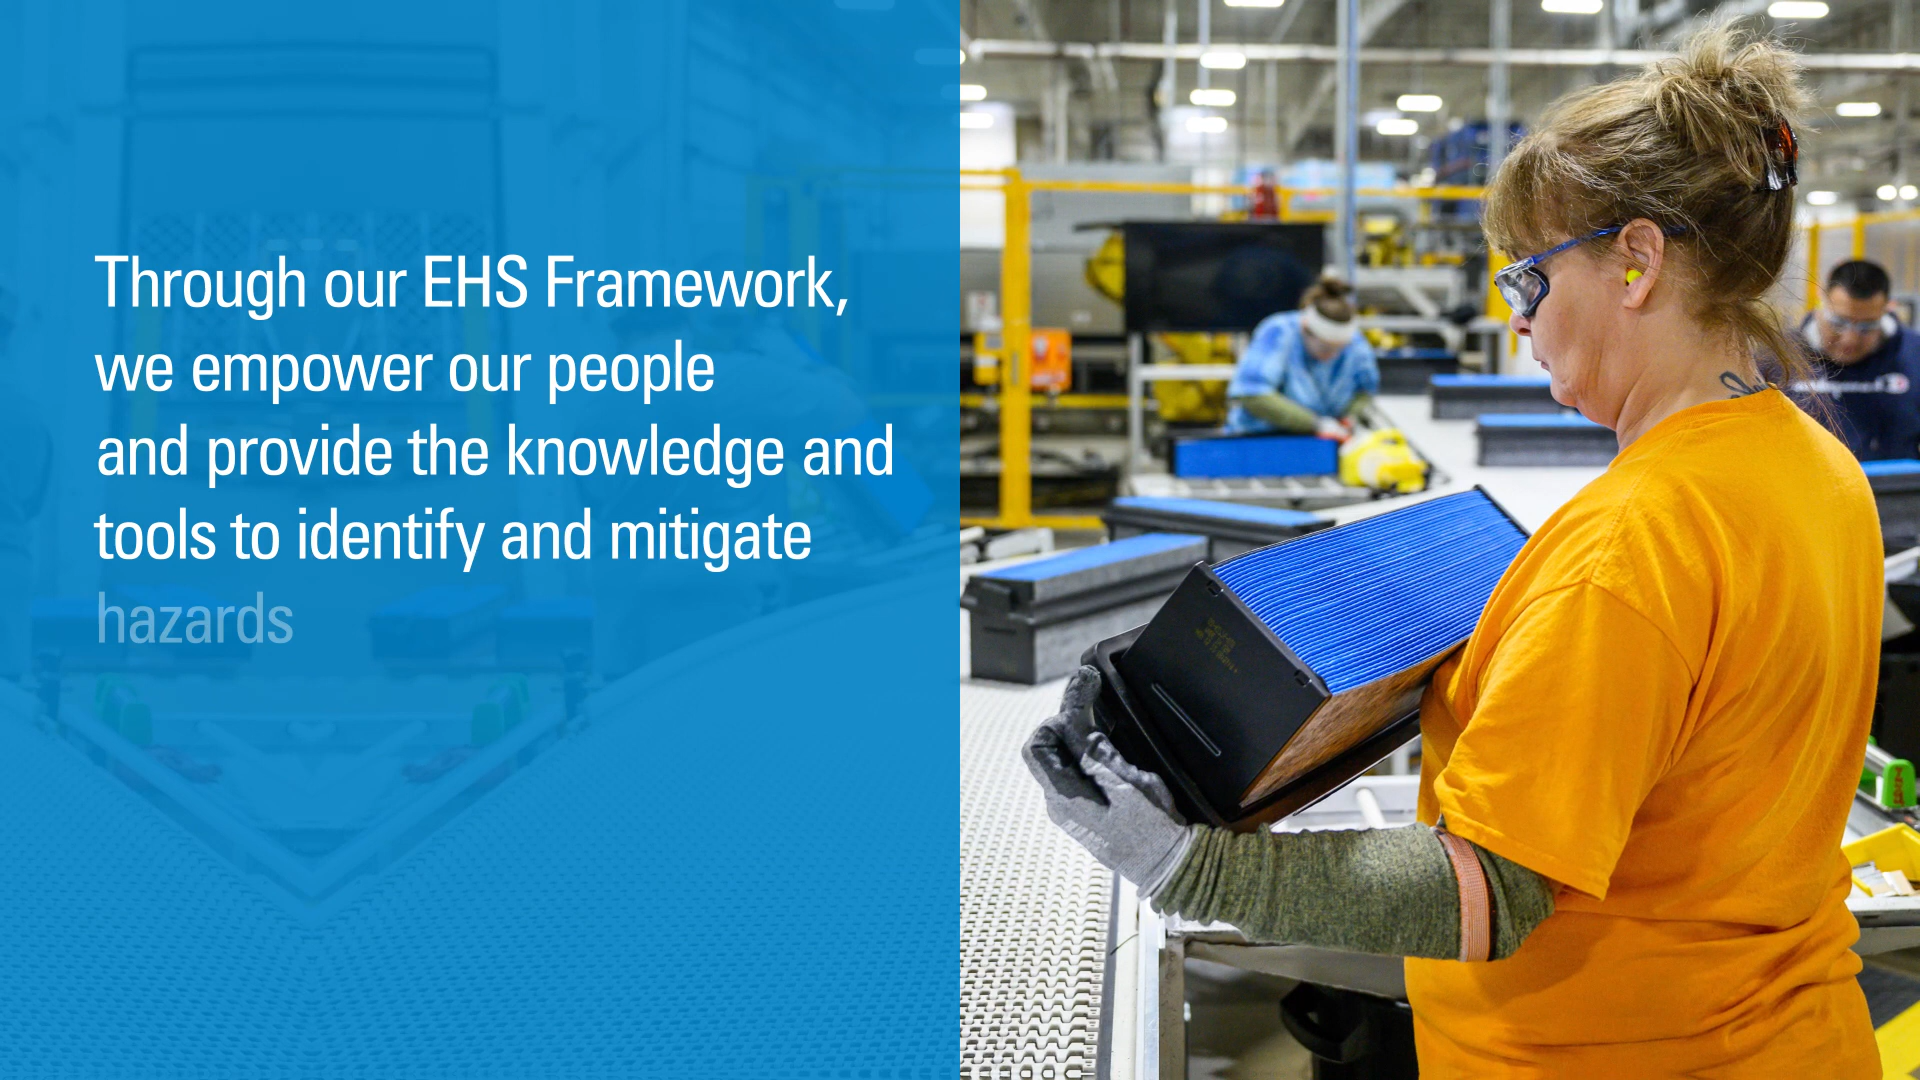 Through our EHS Framework,
we empower our people
and provide the knowledge and
tools to identify and mitigate
hazards